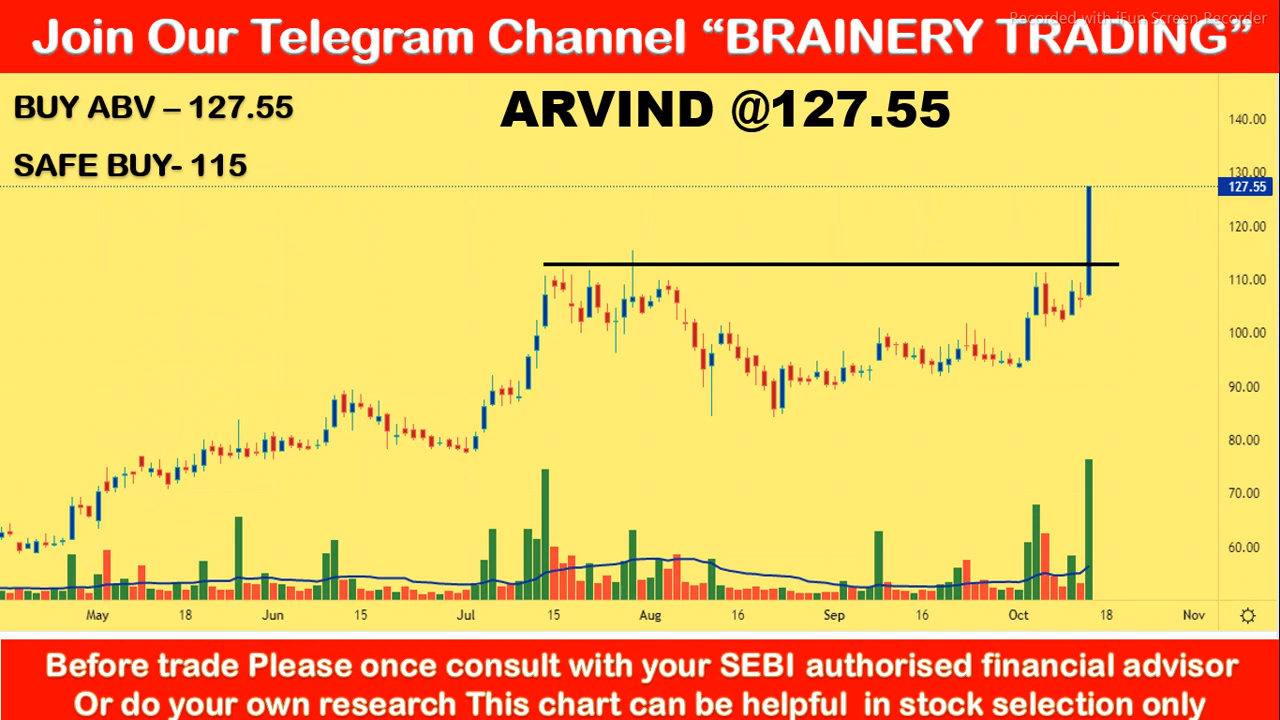 Recorded with iFun Screen Recorder
Join Our Telegram Channel “BRAINERY TRADING”
BUY ABV – 127.55
ARVIND @127.55
SAFE BUY- 115
140.00
130.00
127.55
120.00
110.00
100.00
90.00
80.00
70.00
60.00
May 18 Jun 15 Jul 15 Aug 16 Sep 16 Oct 18 Nov
Before trade Please once consult with your SEBI authorised financial advisor
Or do your own research This chart can be helpful in stock selection only